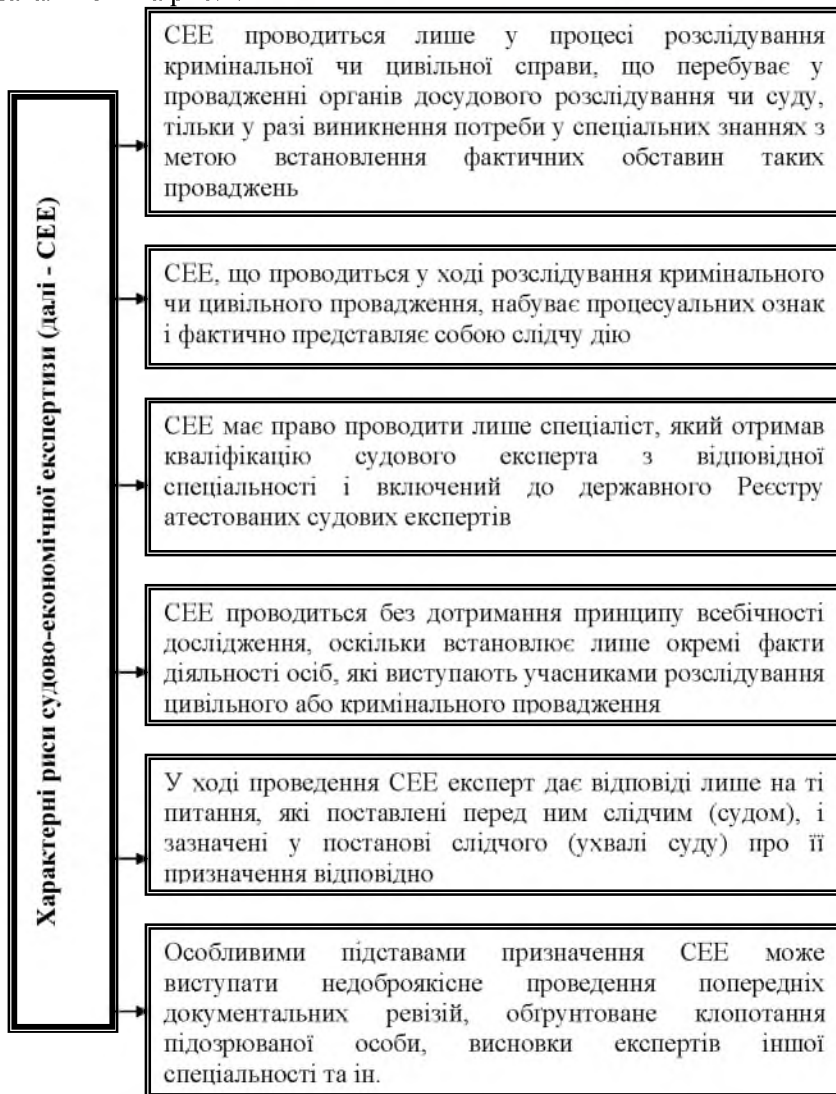 Характерні риси судово-економічної експертизи (далі - СЕЕ)
СЕЕ проводиться лише у процесі розслідування
кримінальної чи цивільної справи, що перебуває у
провадженні органів досудового розслідування чи суду,
тільки у разі виникнення потреби у спеціальних знаннях з
метою встановлення фактичних обставин таких
проваджень
СЕЕ, що проводиться у ході розслідування кримінального
чи цивільного провадження, набуває процесуальних ознак
і фактично представляє собою слідчу дію
СЕЕ має право проводити лише спеціаліст, який отримав
кваліфікацію судового експерта з відповідної
спеціальності і включений до державного Реєстру
атестованих судових експертів
СЕЕ проводиться без дотримання принципу всебічності
дослідження, оскільки встановлює лише окремі факти
діяльності осіб, які виступають учасниками розслідування
цивільного або кримінального провадження
У ході проведення СЕЕ експерт дає відповіді лише на ті
питання, які поставлені перед ним слідчим (судом), і
зазначені у постанові слідчого (ухвалі суду) про її
призначення відповідно
Особливими підставами призначення СЕЕ може
виступати недоброякісне проведення попередніх
документальних ревізій, обґрунтоване клопотання
підозрюваної особи, висновки експертів іншої
спеціальності та ін.